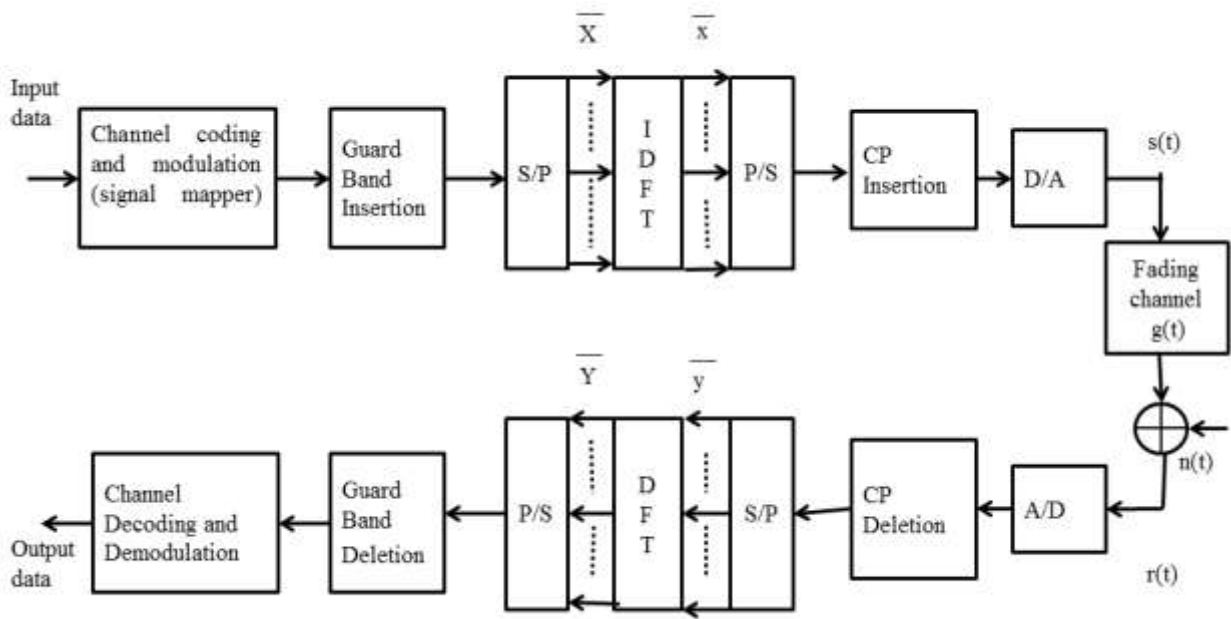 X
x
Input
data
Channel coding
and modulation
(signal mapper)
Guard
Band
Insertion
S/P
I
D
F
T
P/S
CP
Insertion
D/A
s(t)
Fading
channel
g(t)
n(t)
r(t)
A/D
CP
Deletion
S/P
y
D
F
T
Y
P/S
Guard
Band
Deletion
Channel
Decoding and
Demodulation
Output
data